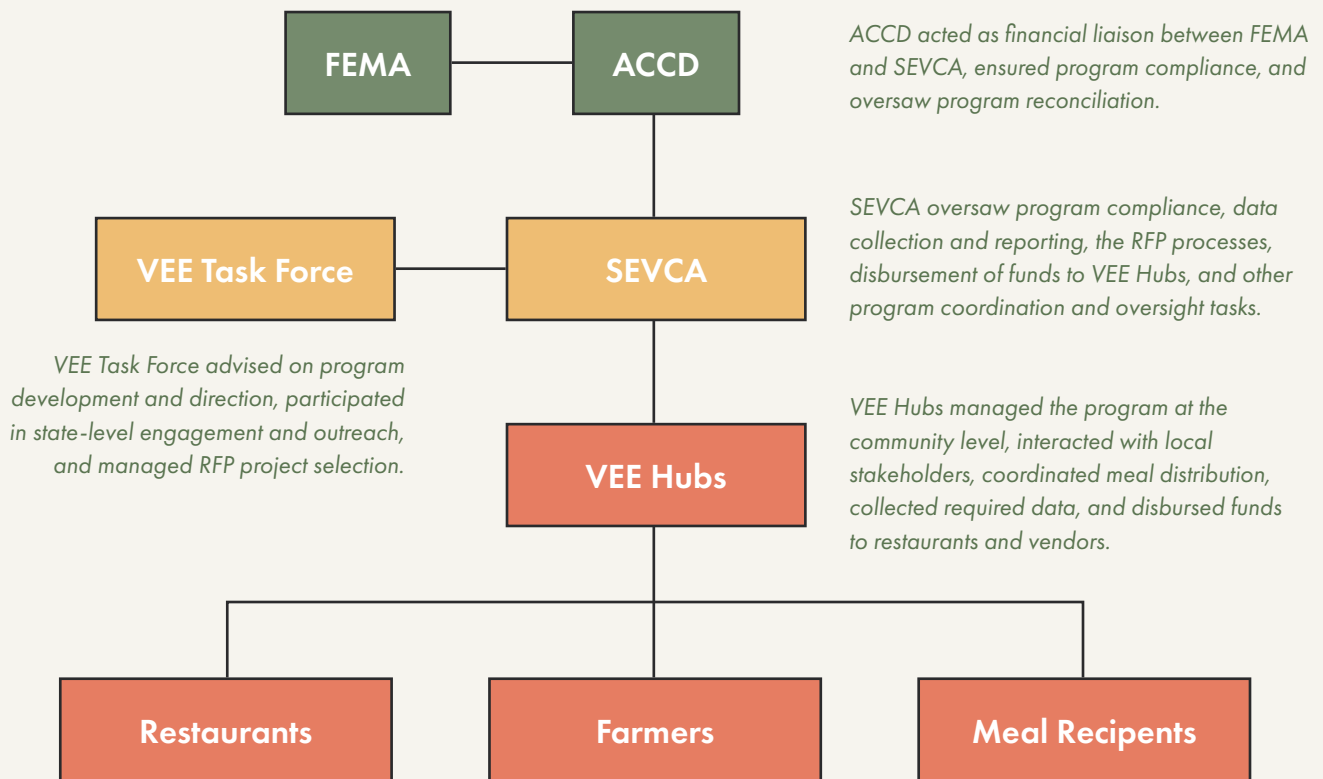 FEMA
ACCD
ACCD acted as financial liaison between FEMA
and SEVCA, ensured program compliance, and
oversaw program reconciliation.
VEE Task Force
SEVCA
SEVCA oversaw program compliance, data
collection and reporting, the RFP processes,
disbursement of funds to VEE Hubs, and other
program coordination and oversight tasks.
VEE Task Force advised on program
development and direction, participated
in state-level engagement and outreach,
and managed RFP project selection.
VEE Hubs
VEE Hubs managed the program at the
community level, interacted with local
stakeholders, coordinated meal distribution,
collected required data, and disbursed funds
to restaurants and vendors.
Restaurants
Farmers
Meal Recipents